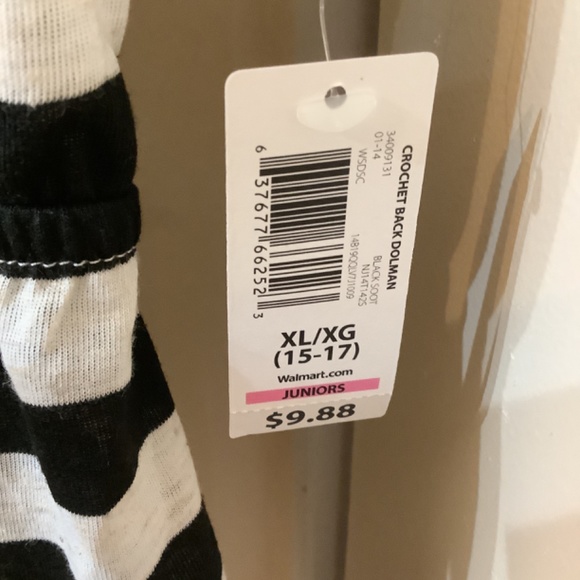 CROCHET BACK DOLMAN
34009131
01-14
BLACK SOOT
NJ14T142S
WSDSC
6 37677 66252 3
XL/XG
(15-17)
Walmart.com
JUNIORS
$9.88